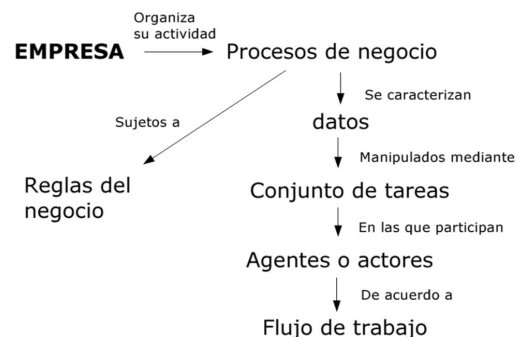 Organiza
su actividad
EMPRESA
Procesos de negocio
Se caracterizan
Sujetos a
datos
Manipulados mediante
Reglas del
negocio
Conjunto de tareas
En las que participan
Agentes o actores
De acuerdo a
Flujo de trabajo